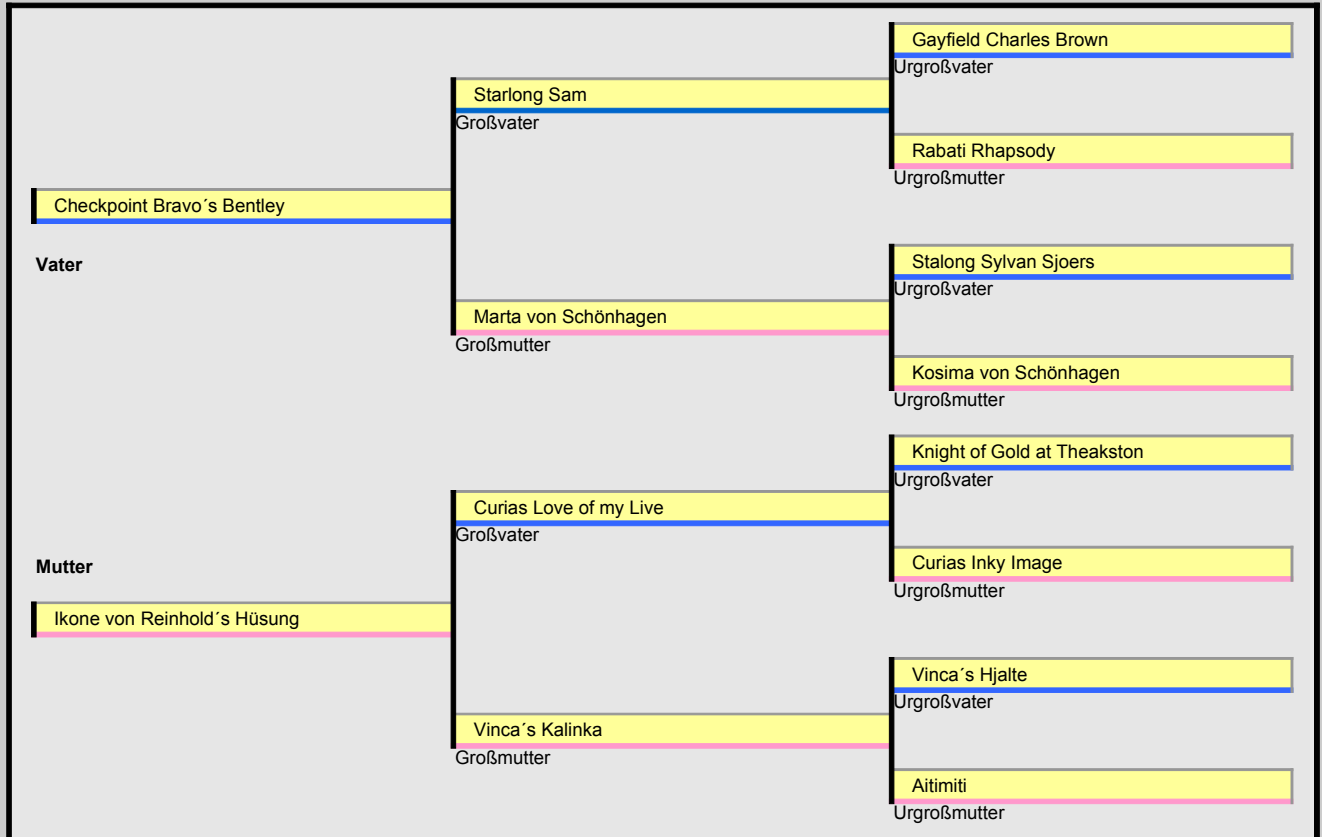 Gayfield Charles Brown
Urgroßvater
Starlong Sam
Großvater
Rabati Rhapsody
Urgroßmutter
Checkpoint Bravo´s Bentley
Vater
Stalong Sylvan Sjoers
Urgroßvater
Marta von Schönhagen
Großmutter
Kosima von Schönhagen
Urgroßmutter
Knight of Gold at Theakston
Urgroßvater
Curias Love of my Live
Großvater
Curias Inky Image
Urgroßmutter
Mutter
Ikone von Reinhold´s Hüsung
Vinca´s Hjalte
Urgroßvater
Vinca´s Kalinka
Großmutter
Aitimiti
Urgroßmutter